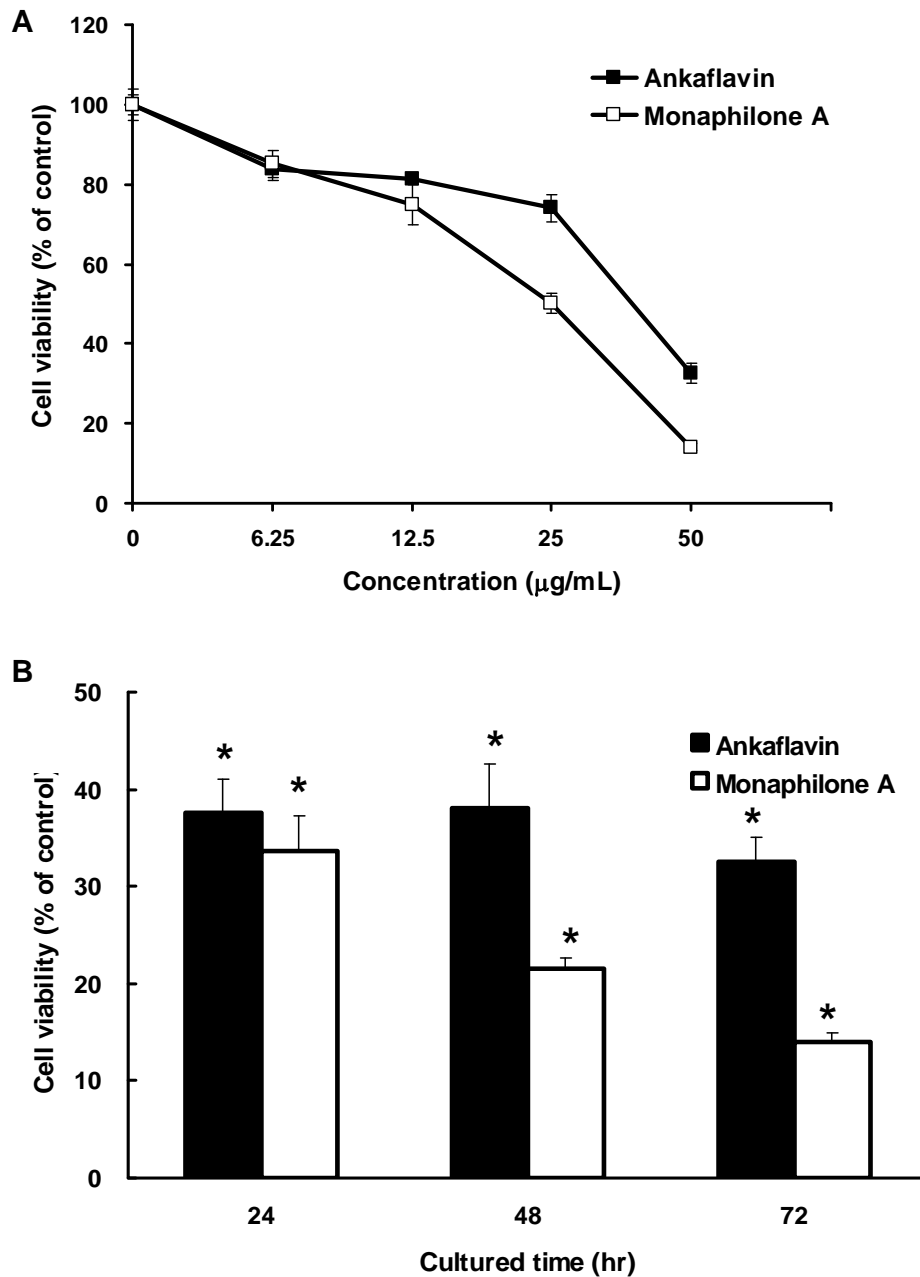 A
120
100
80
60
40
20
0
Cell viability (% of control)
Ankaflavin
Monaphilone A
0 6.25 12.5 25 50
Concentration (μg/mL)
B
50
40
30
20
10
0
Cell viability (% of control)
Ankaflavin
Monaphilone A
* * * * * *
24 48 72
Cultured time (hr)